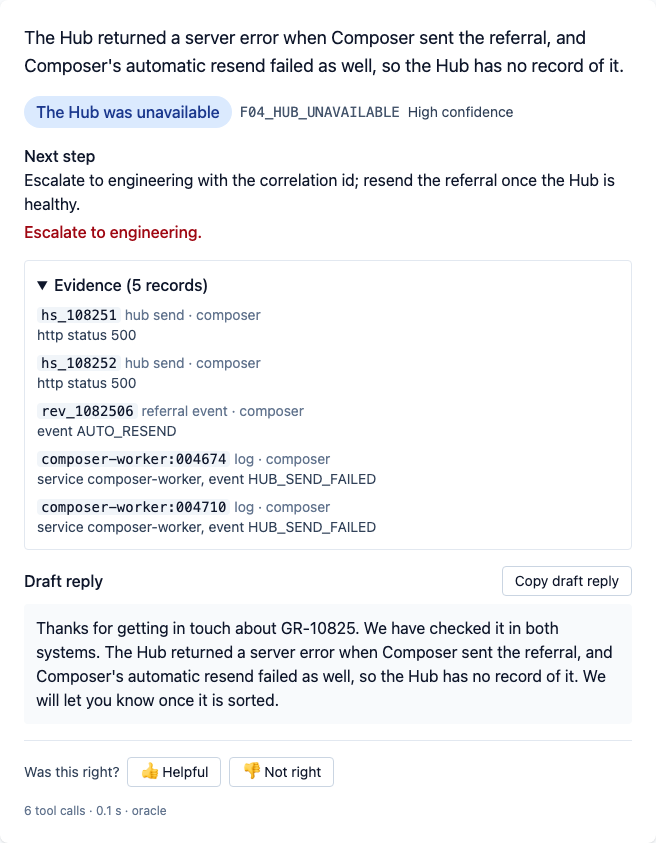 The Hub returned a server error when Composer sent the referral, and
Composer's automatic resend failed as well, so the Hub has no record of it.
The Hub was unavailable F04_HUB_UNAVAILABLE High confidence
Next step
Escalate to engineering with the correlation id; resend the referral once the Hub is
healthy.
Escalate to engineering.
▼ Evidence (5 records)
hs_108251 hub send · composer
http status 500
hs_108252 hub send · composer
http status 500
rev_1082506 referral event · composer
event AUTO_RESEND
composer-worker:004674 log · composer
service composer-worker, event HUB_SEND_FAILED
composer-worker:004710 log · composer
service composer-worker, event HUB_SEND_FAILED
Draft reply Copy draft reply
Thanks for getting in touch about GR-10825. We have checked it in both
systems. The Hub returned a server error when Composer sent the referral, and
Composer's automatic resend failed as well, so the Hub has no record of it. We
will let you know once it is sorted.
Was this right? 👍 Helpful 👎 Not right
6 tool calls · 0.1 s · oracle